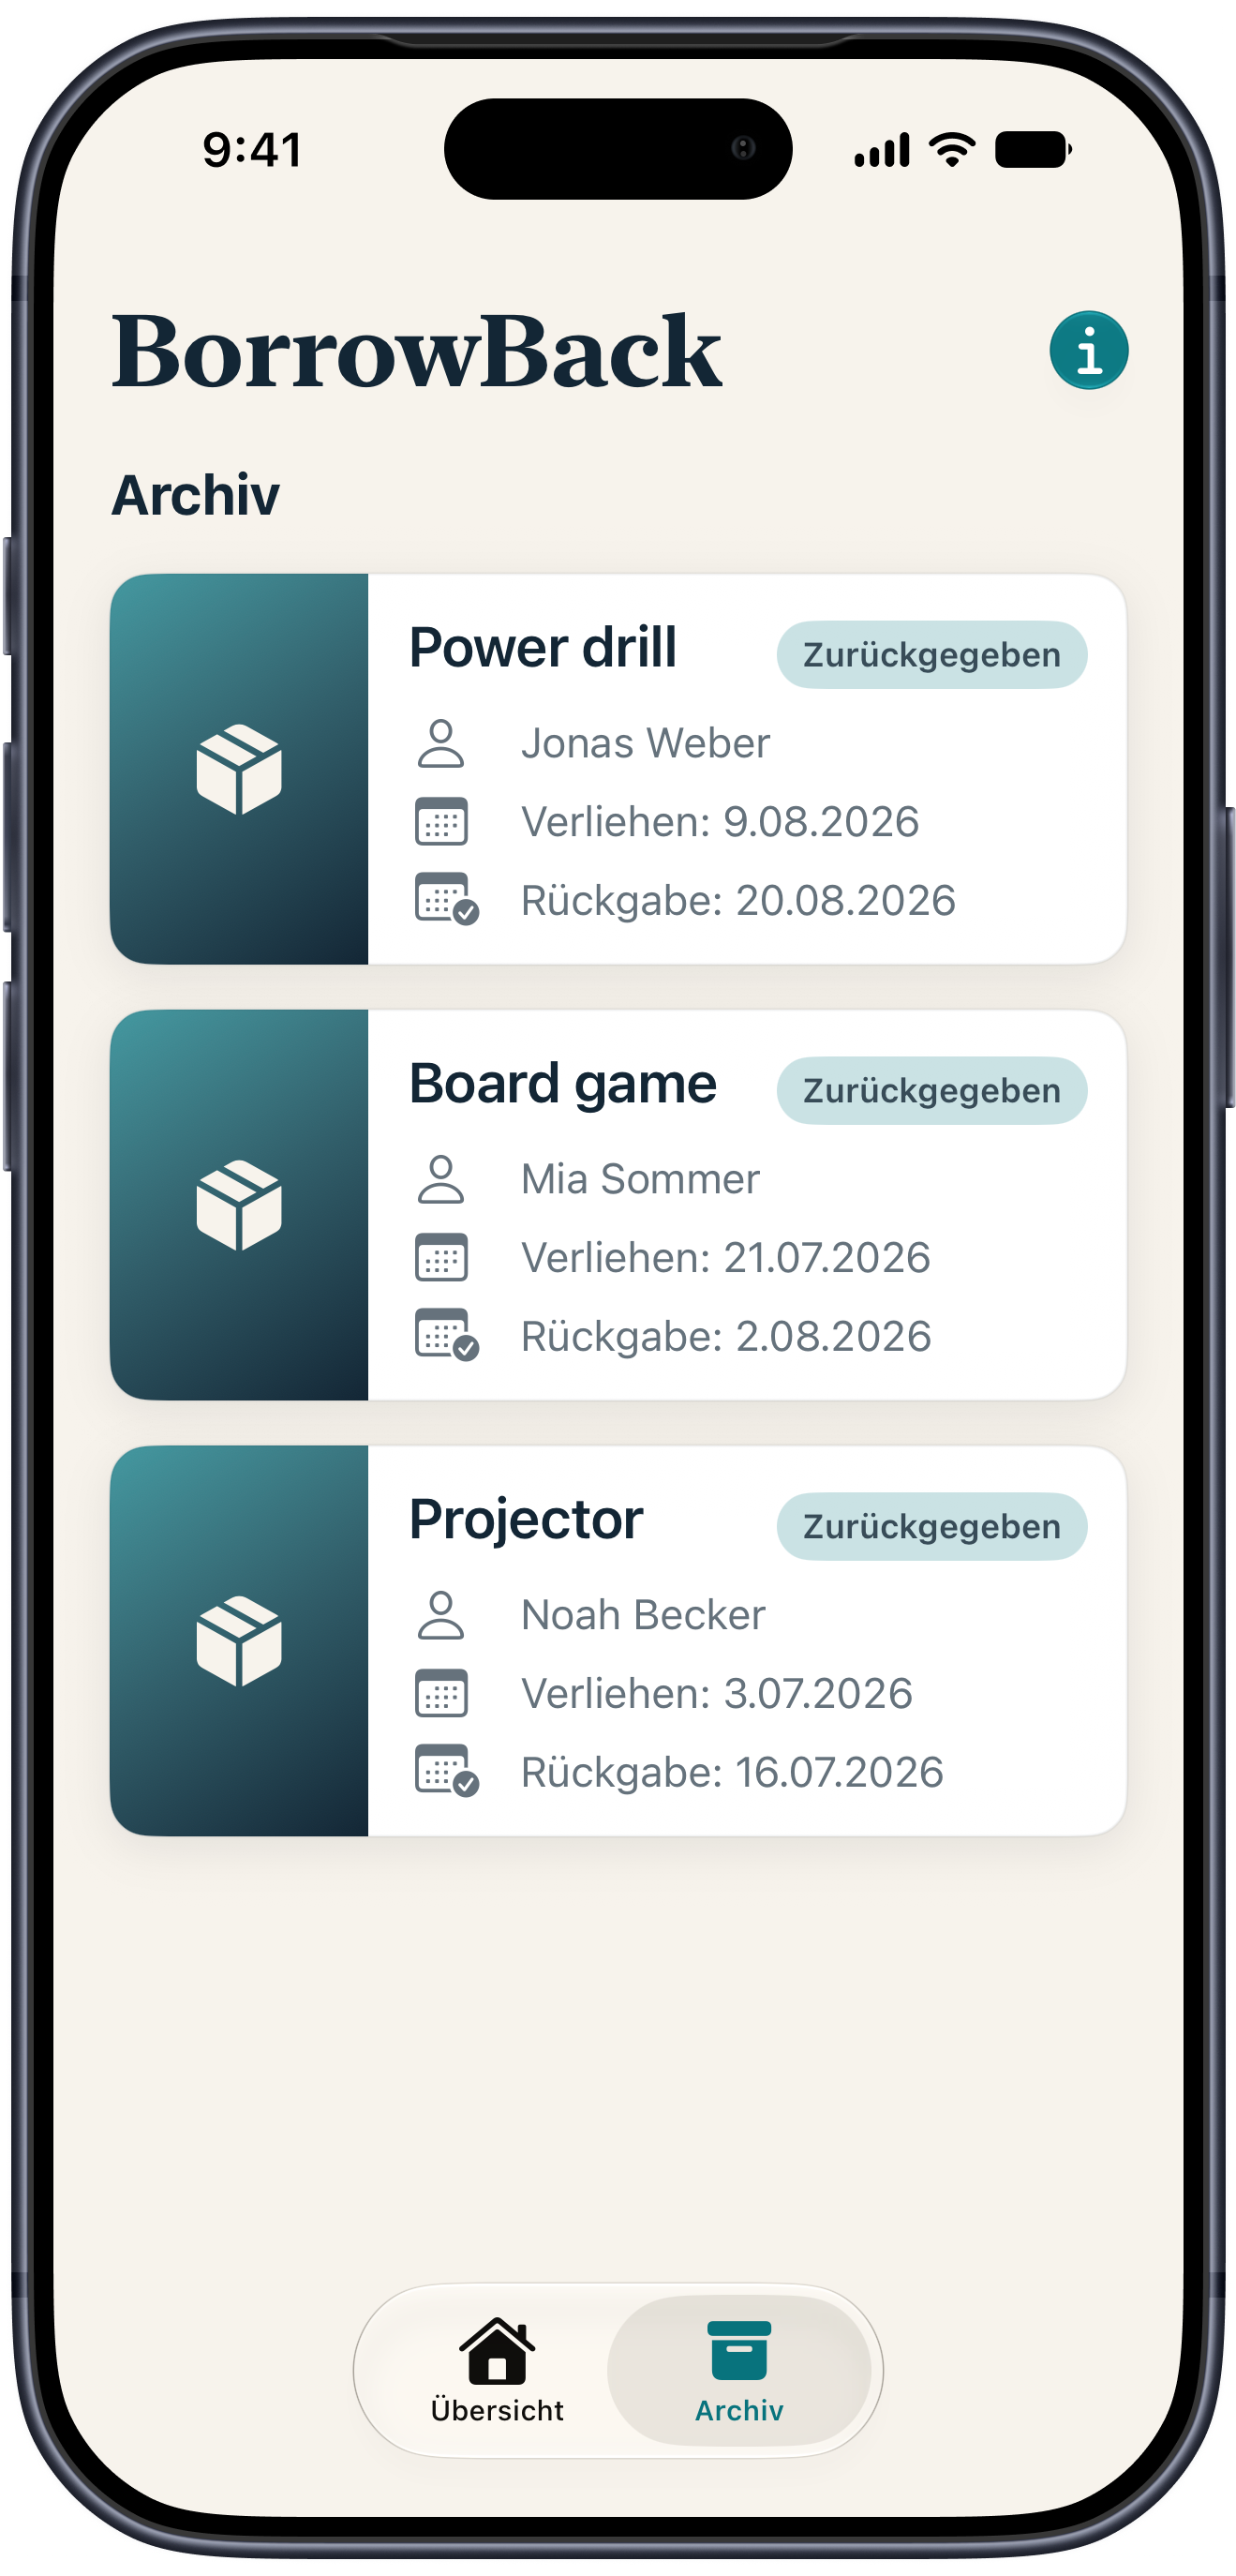 9:41
BorrowBack
Archiv
Power drill
Zurückgegeben
Jonas Weber
Verliehen: 9.08.2026
Rückgabe: 20.08.2026
Board game
Zurückgegeben
Mia Sommer
Verliehen: 21.07.2026
Rückgabe: 2.08.2026
Projector
Zurückgegeben
Noah Becker
Verliehen: 3.07.2026
Rückgabe: 16.07.2026
Übersicht
Archiv